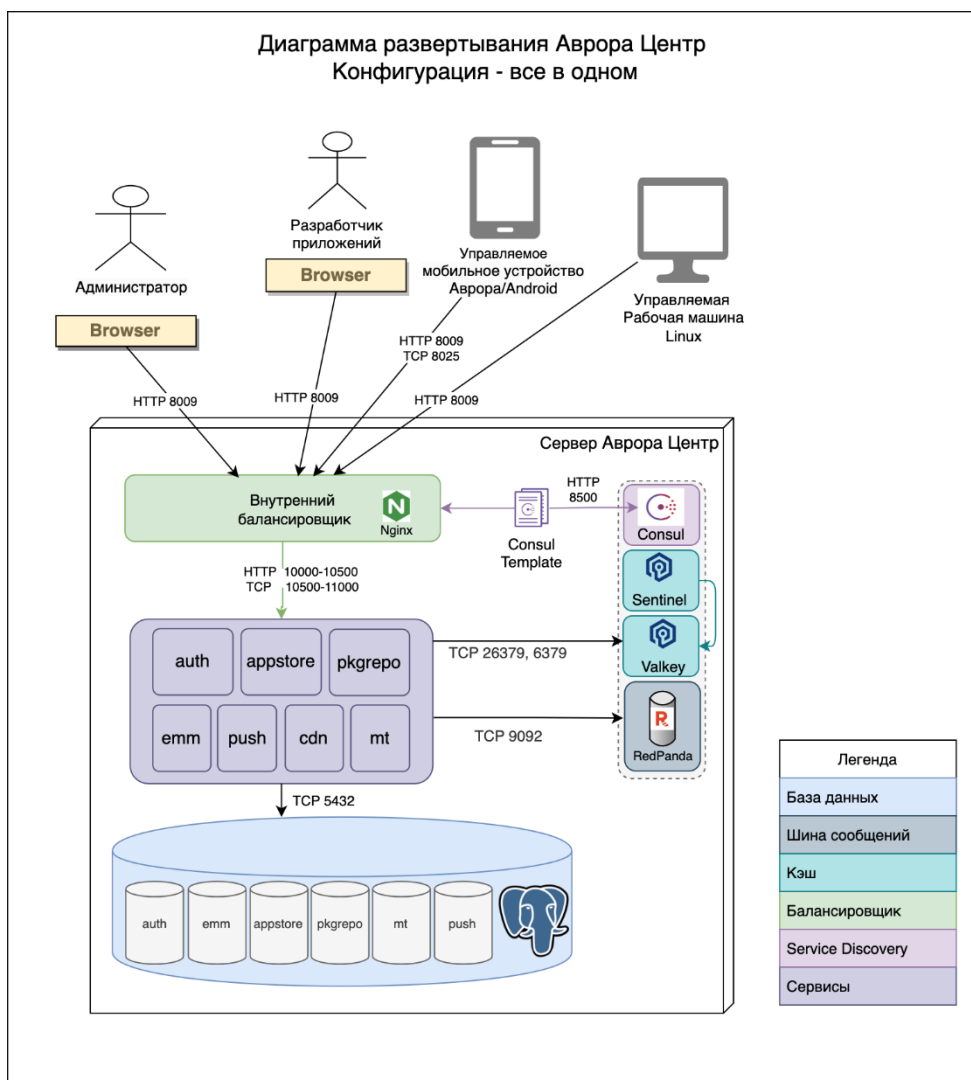 Диаграмма развертывания Аврора Центр
Конфигурация - все в одном
Администратор
Browser
Разработчик
приложений
Browser
Управляемое
мобильное устройство
Аврора/Android
Управляемая
Рабочая машина
Linux
HTTP 8009
HTTP 8009
HTTP 8009
TCP 8025
HTTP 8009
Сервер Аврора Центр
Внутренний
балансировщик
Nginx
Consul
Template
HTTP
8500
Consul
Sentinel
Valkey
RedPanda
HTTP 10000-10500
TCP 10500-11000
auth
appstore
pkgrepo
emm
push
cdn
mt
TCP 26379, 6379
TCP 9092
TCP 5432
auth
emm
appstore
pkgrepo
mt
push
Легенда
База данных
Шина сообщений
Кэш
Балансировщик
Service Discovery
Сервисы